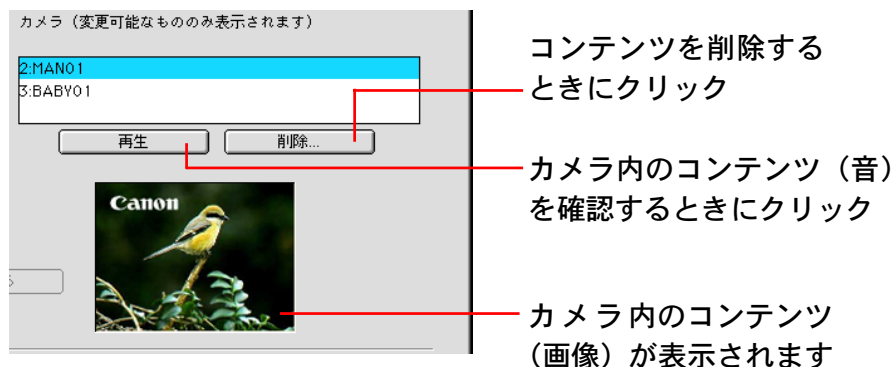 カメラ（変更可能なもののみ表示されます）
2:MAN01
3:BABY01
再生
削除...
Canon
コンテンツを削除する
ときにクリック
カメラ内のコンテンツ（音）
を確認するときにクリック
カメラ内のコンテンツ
（画像）が表示されます